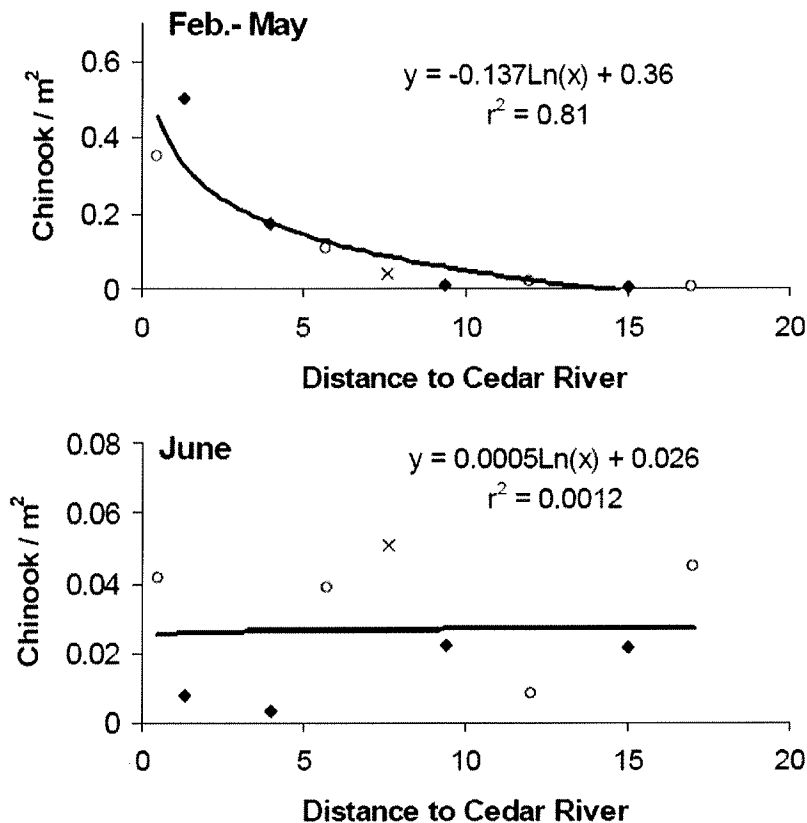 Feb.- May
y = -0.137Ln(x) + 0.36
r² = 0.81
Chinook / m²
0.6
0.4
0.2
0
0 5 10 15 20
Distance to Cedar River
June
y = 0.0005Ln(x) + 0.026
r² = 0.0012
Chinook / m²
0.08
0.06
0.04
0.02
0
0 5 10 15 20
Distance to Cedar River